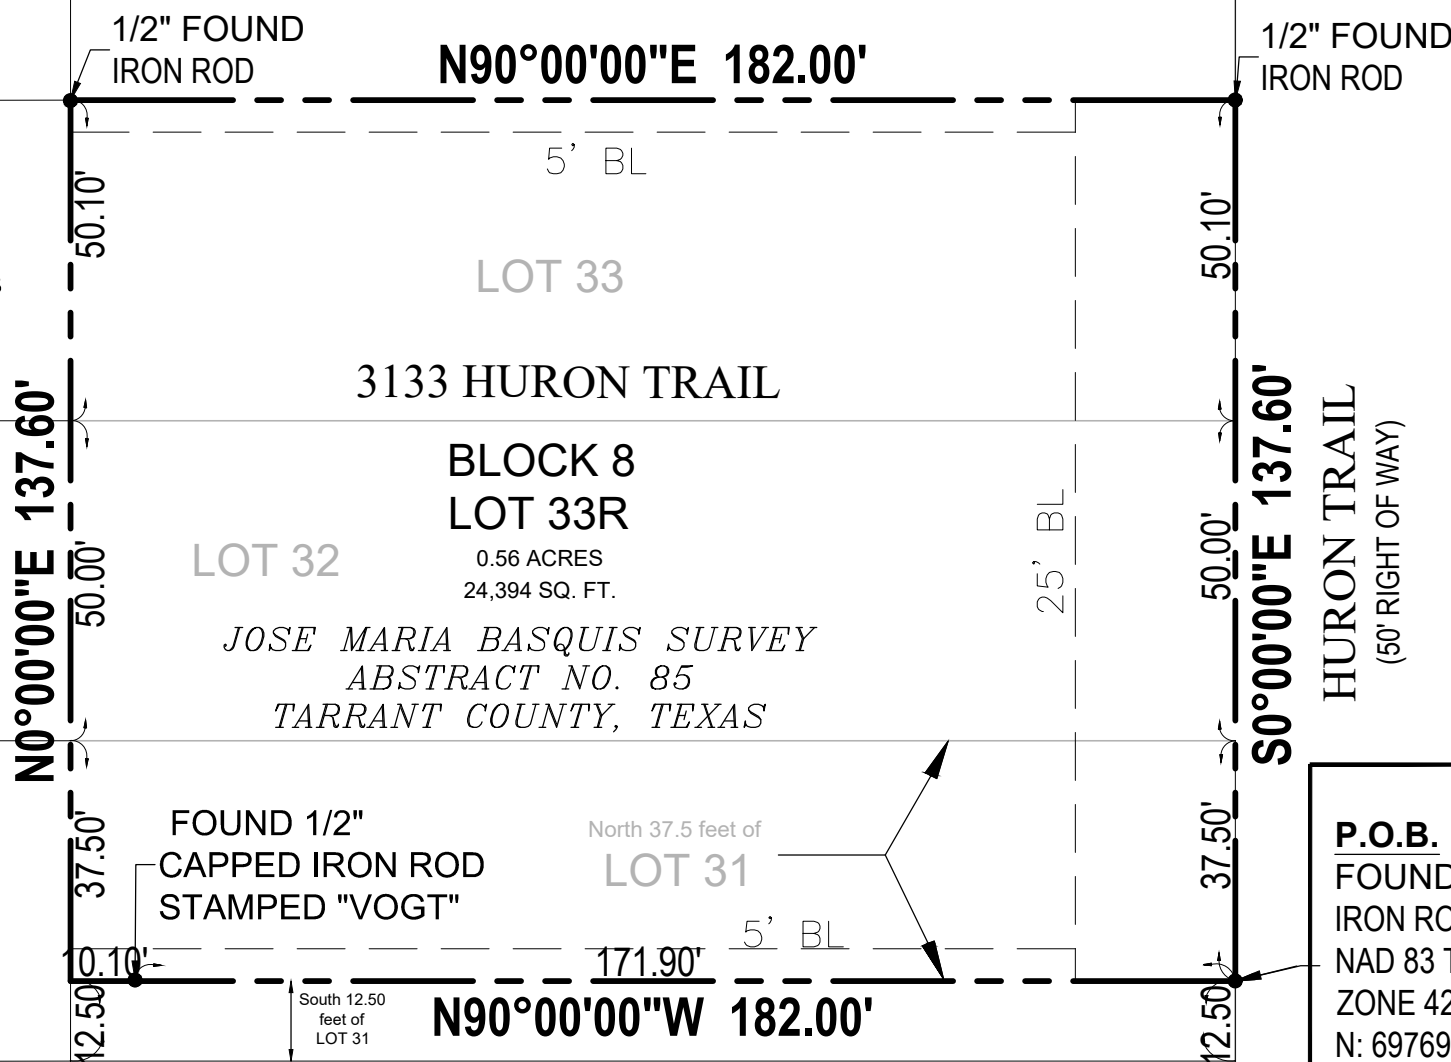 1/2" FOUND
IRON ROD
N90°00'00"E 182.00'
1/2" FOUND
IRON ROD
5' BL
50.10'
50.10'
LOT 33
3133 HURON TRAIL
N0°00'00"E 137.60'
S0°00'00"E 137.60'
HURON TRAIL
(50' RIGHT OF WAY)
BLOCK 8
LOT 33R
0.56 ACRES
24,394 SQ. FT.
LOT 32
50.00'
50.00'
25' BL
JOSE MARIA BASQUIS SURVEY
ABSTRACT NO. 85
TARRANT COUNTY, TEXAS
FOUND 1/2"
CAPPED IRON ROD
STAMPED "VOGT"
37.50'
37.50'
North 37.5 feet of
LOT 31
5' BL
10.10'
171.90'
N90°00'00"W 182.00'
12.50'
South 12.50
feet of
LOT 31
12.50'
P.O.B.
FOUND
IRON
NAD 83
ZONE
N: